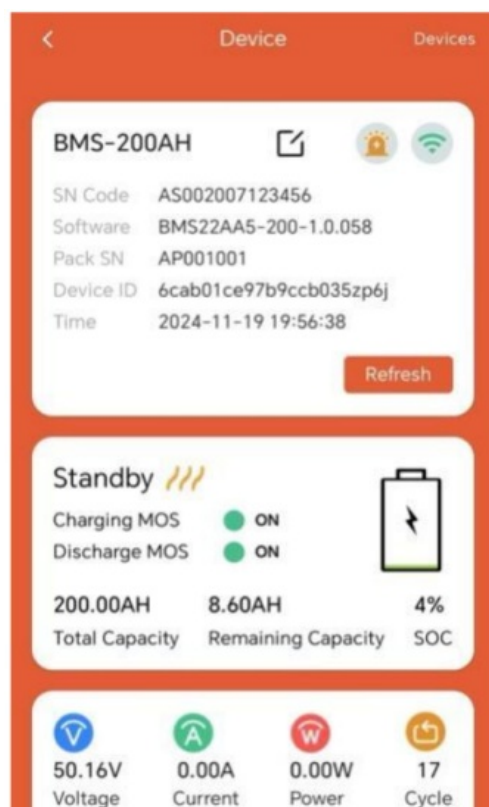 Device Devices
BMS-200AH
SN Code AS002007123456
Software BMS22AA5-200-1.0.058
Pack SN AP001001
Device ID 6cab01ce97b9ccb035zp6j
Time 2024-11-19 19:56:38
Refresh
Standby
Charging MOS ON
Discharge MOS ON
200.00AH 8.60AH 4%
Total Capacity Remaining Capacity SOC
V A W
50.16V 0.00A 0.00W 17
Voltage Current Power Cycle